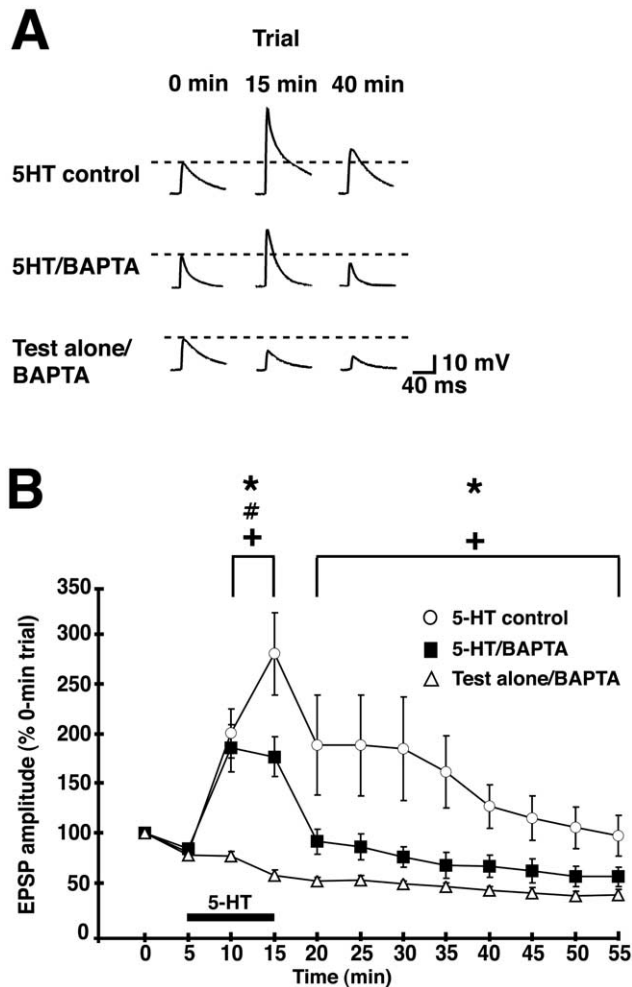 A
Trial
0 min 15 min 40 min
5HT control
5HT/BAPTA
Test alone/
BAPTA
10 mV
40 ms
B
*
#
+
*
+
EPSP amplitude (% 0-min trial)
350
300
250
200
150
100
50
0
5-HT control
5-HT/BAPTA
Test alone/BAPTA
5-HT
0 5 10 15 20 25 30 35 40 45 50 55
Time (min)